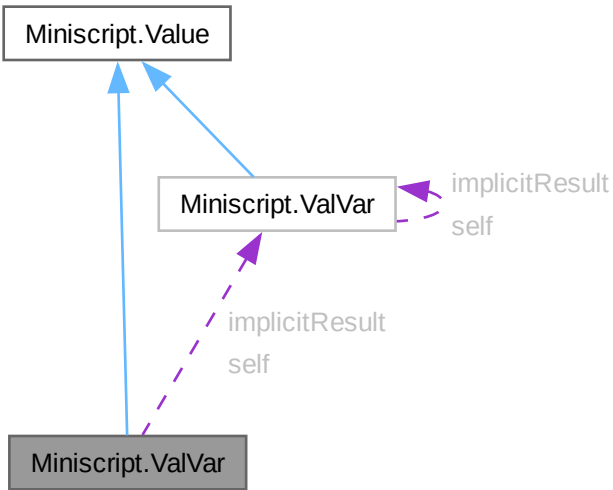 Miniscript.Value
Miniscript.ValVar
implicitResult
self
implicitResult
self
Miniscript.ValVar